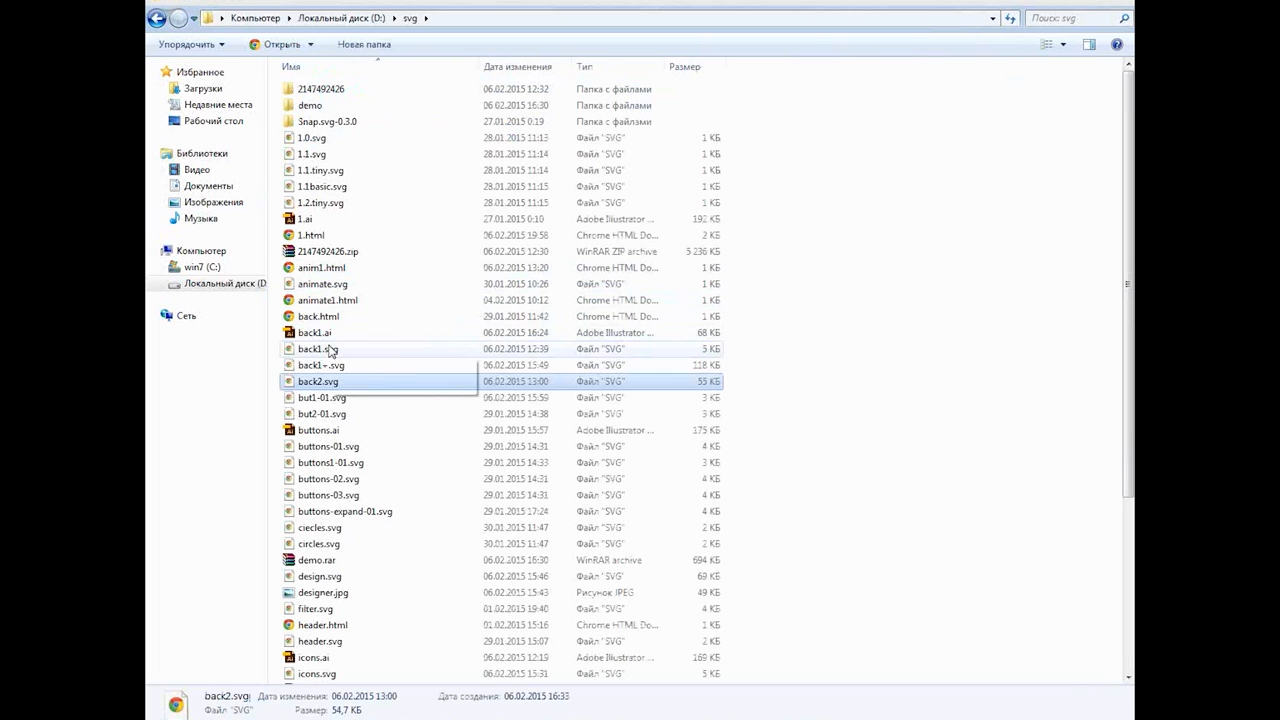 Компьютер ▸ Локальный диск (D:) ▸ svg ▸
Поиск: svg
Упорядочить ▾ Открыть ▾ Новая папка
Имя Дата изменения Тип Размер
Избранное
Загрузки
Недавние места
Рабочий стол
Библиотеки
Видео
Документы
Изображения
Музыка
Компьютер
win7 (C:)
Локальный диск (D
Сеть
2147492426 06.02.2015 12:32 Папка с файлами
demo 06.02.2015 16:30 Папка с файлами
Snap.svg-0.3.0 27.01.2015 0:19 Папка с файлами
1.0.svg 28.01.2015 11:13 Файл "SVG" 1 КБ
1.1.svg 28.01.2015 11:14 Файл "SVG" 1 КБ
1.1.tiny.svg 28.01.2015 11:14 Файл "SVG" 1 КБ
1.1basic.svg 28.01.2015 11:15 Файл "SVG" 1 КБ
1.2.tiny.svg 28.01.2015 11:15 Файл "SVG" 1 КБ
1.ai 27.01.2015 0:10 Adobe Illustrator ... 192 КБ
1.html 06.02.2015 19:58 Chrome HTML Do... 2 КБ
2147492426.zip 06.02.2015 12:30 WinRAR ZIP archive 5 236 КБ
anim1.html 06.02.2015 13:20 Chrome HTML Do... 1 КБ
animate.svg 30.01.2015 10:26 Файл "SVG" 1 КБ
animate1.html 04.02.2015 10:12 Chrome HTML Do... 1 КБ
back.html 29.01.2015 11:42 Chrome HTML Do... 1 КБ
back1.ai 06.02.2015 16:24 Adobe Illustrator ... 68 КБ
back1.svg 06.02.2015 12:39 Файл "SVG" 5 КБ
back1-.svg 06.02.2015 15:49 Файл "SVG" 118 КБ
back2.svg 06.02.2015 13:00 Файл "SVG" 55 КБ
but1-01.svg 06.02.2015 15:59 Файл "SVG" 3 КБ
but2-01.svg 29.01.2015 14:38 Файл "SVG" 3 КБ
buttons.ai 29.01.2015 15:57 Adobe Illustrator ... 175 КБ
buttons-01.svg 29.01.2015 14:31 Файл "SVG" 4 КБ
buttons1-01.svg 29.01.2015 14:33 Файл "SVG" 3 КБ
buttons-02.svg 29.01.2015 14:31 Файл "SVG" 4 КБ
buttons-03.svg 29.01.2015 14:31 Файл "SVG" 4 КБ
buttons-expand-01.svg 29.01.2015 17:24 Файл "SVG" 4 КБ
ciecles.svg 30.01.2015 11:47 Файл "SVG" 2 КБ
circles.svg 30.01.2015 11:47 Файл "SVG" 2 КБ
demo.rar 06.02.2015 16:30 WinRAR archive 694 КБ
design.svg 06.02.2015 15:46 Файл "SVG" 69 КБ
designer.jpg 06.02.2015 15:43 Рисунок JPEG 49 КБ
filter.svg 01.02.2015 19:40 Файл "SVG" 3 КБ
header.html 01.02.2015 15:16 Chrome HTML Do... 1 КБ
header.svg 29.01.2015 15:07 Файл "SVG" 3 КБ
icons.ai 06.02.2015 12:19 Adobe Illustrator ... 169 КБ
icons.svg 06.02.2015 15:31 Файл "SVG" 5 КБ
back2.svg Дата изменения: 06.02.2015 13:00 Дата создания: 06.02.2015 16:33
Файл "SVG" Размер: 54,7 КБ